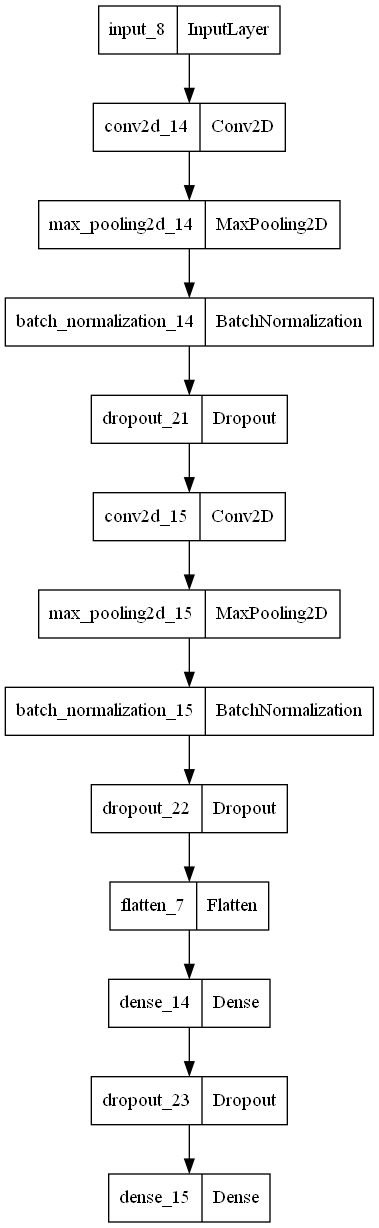 input_8 InputLayer
conv2d_14 Conv2D
max_pooling2d_14 MaxPooling2D
batch_normalization_14 BatchNormalization
dropout_21 Dropout
conv2d_15 Conv2D
max_pooling2d_15 MaxPooling2D
batch_normalization_15 BatchNormalization
dropout_22 Dropout
flatten_7 Flatten
dense_14 Dense
dropout_23 Dropout
dense_15 Dense